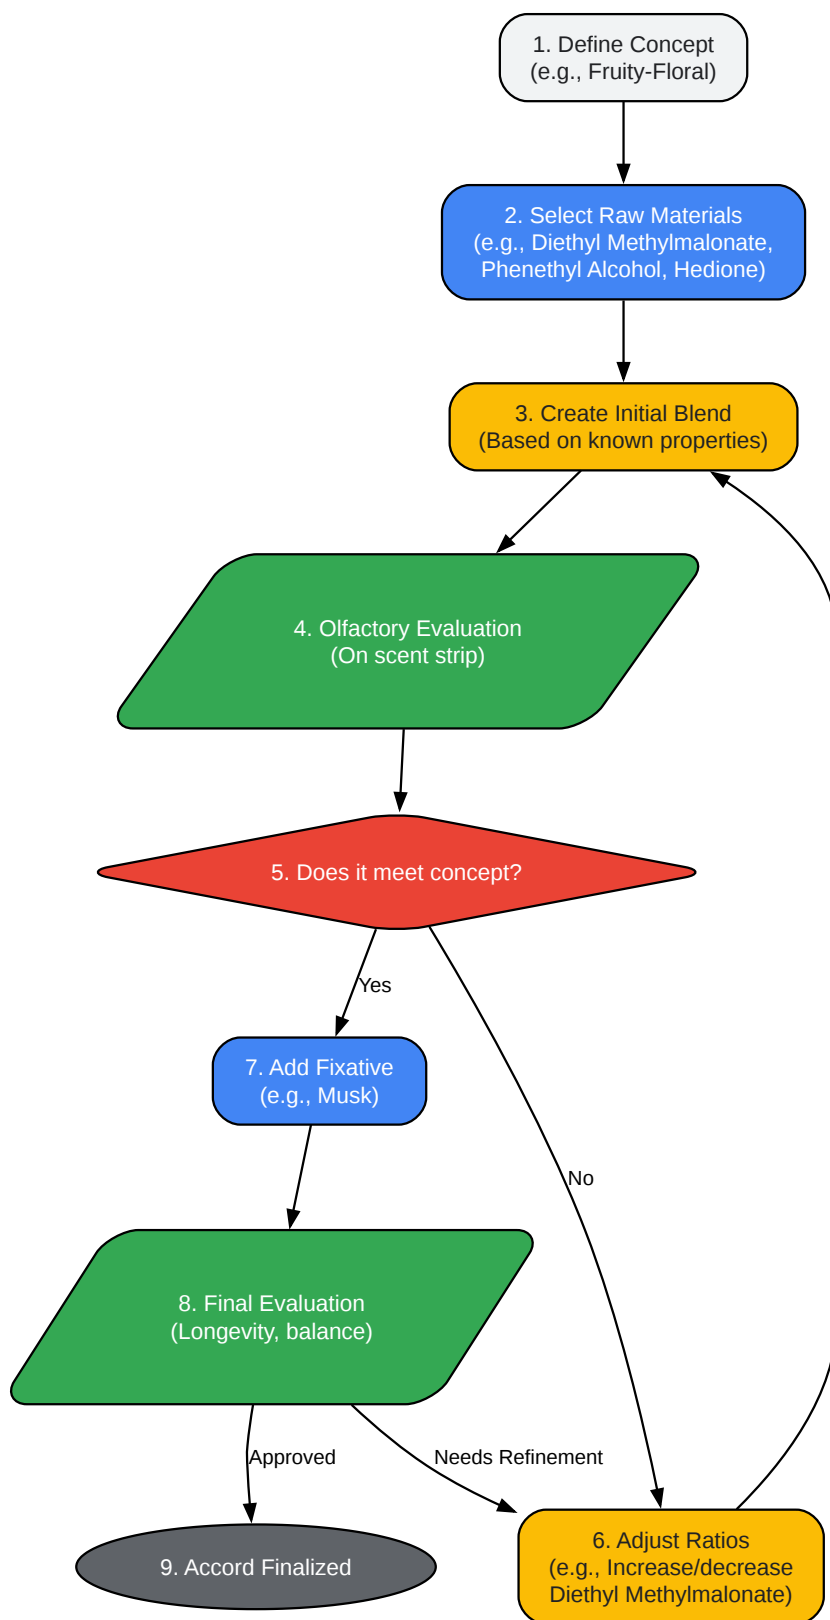 1. Define Concept
(e.g., Fruity-Floral)
2. Select Raw Materials
(e.g., Diethyl Methylmalonate,
Phenethyl Alcohol, Hedione)
3. Create Initial Blend
(Based on known properties)
4. Olfactory Evaluation
(On scent strip)
5. Does it meet concept?
Yes
7. Add Fixative
(e.g., Musk)
No
8. Final Evaluation
(Longevity, balance)
Approved
Needs Refinement
9. Accord Finalized
6. Adjust Ratios
(e.g., Increase/decrease
Diethyl Methylmalonate)